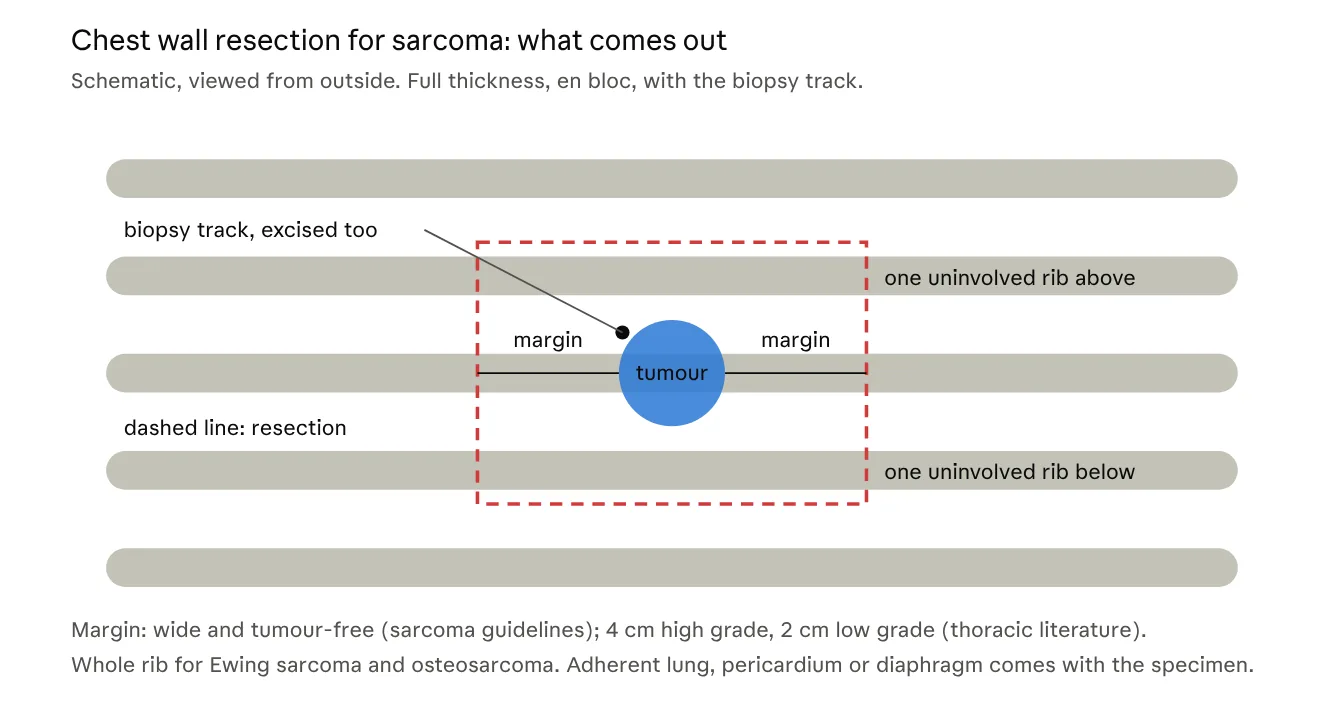 Chest wall resection for sarcoma: what comes out
Schematic, viewed from outside. Full thickness, en bloc, with the biopsy track.
biopsy track, excised too
one uninvolved rib above
margin
margin
tumour
dashed line: resection
one uninvolved rib below
Margin: wide and tumour-free (sarcoma guidelines); 4 cm high grade, 2 cm low grade (thoracic literature).
Whole rib for Ewing sarcoma and osteosarcoma. Adherent lung, pericardium or diaphragm comes with the specimen.